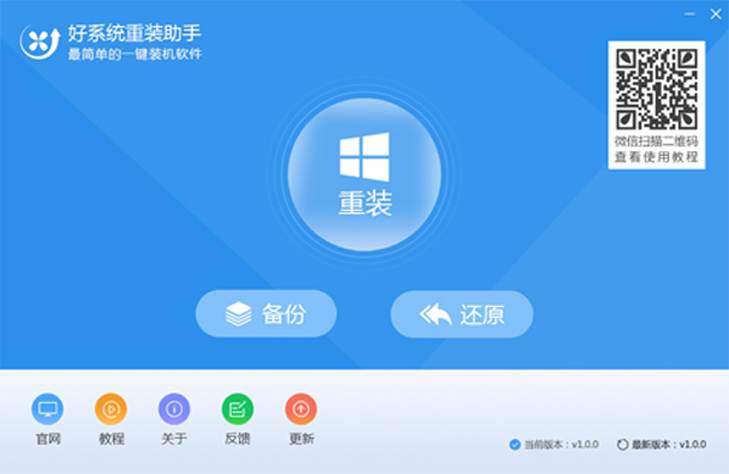 好系统重装助手
最简单的一键装机软件
微信扫描二维码
查看使用教程
重装
备份
还原
官网
教程
关于
反馈
更新
当前版本：v1.0.0
最新版本：v1.0.0